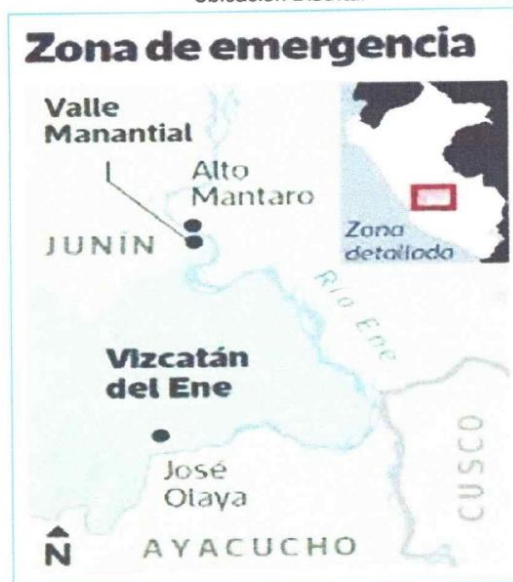 Zona de emergencia
Valle
Manantial
Alto
Mantaro
JUNÍN
Zona
detallada
Río Ene
Vizcatán
del Ene
José
Olaya
CUSCO
N
AYACUCHO